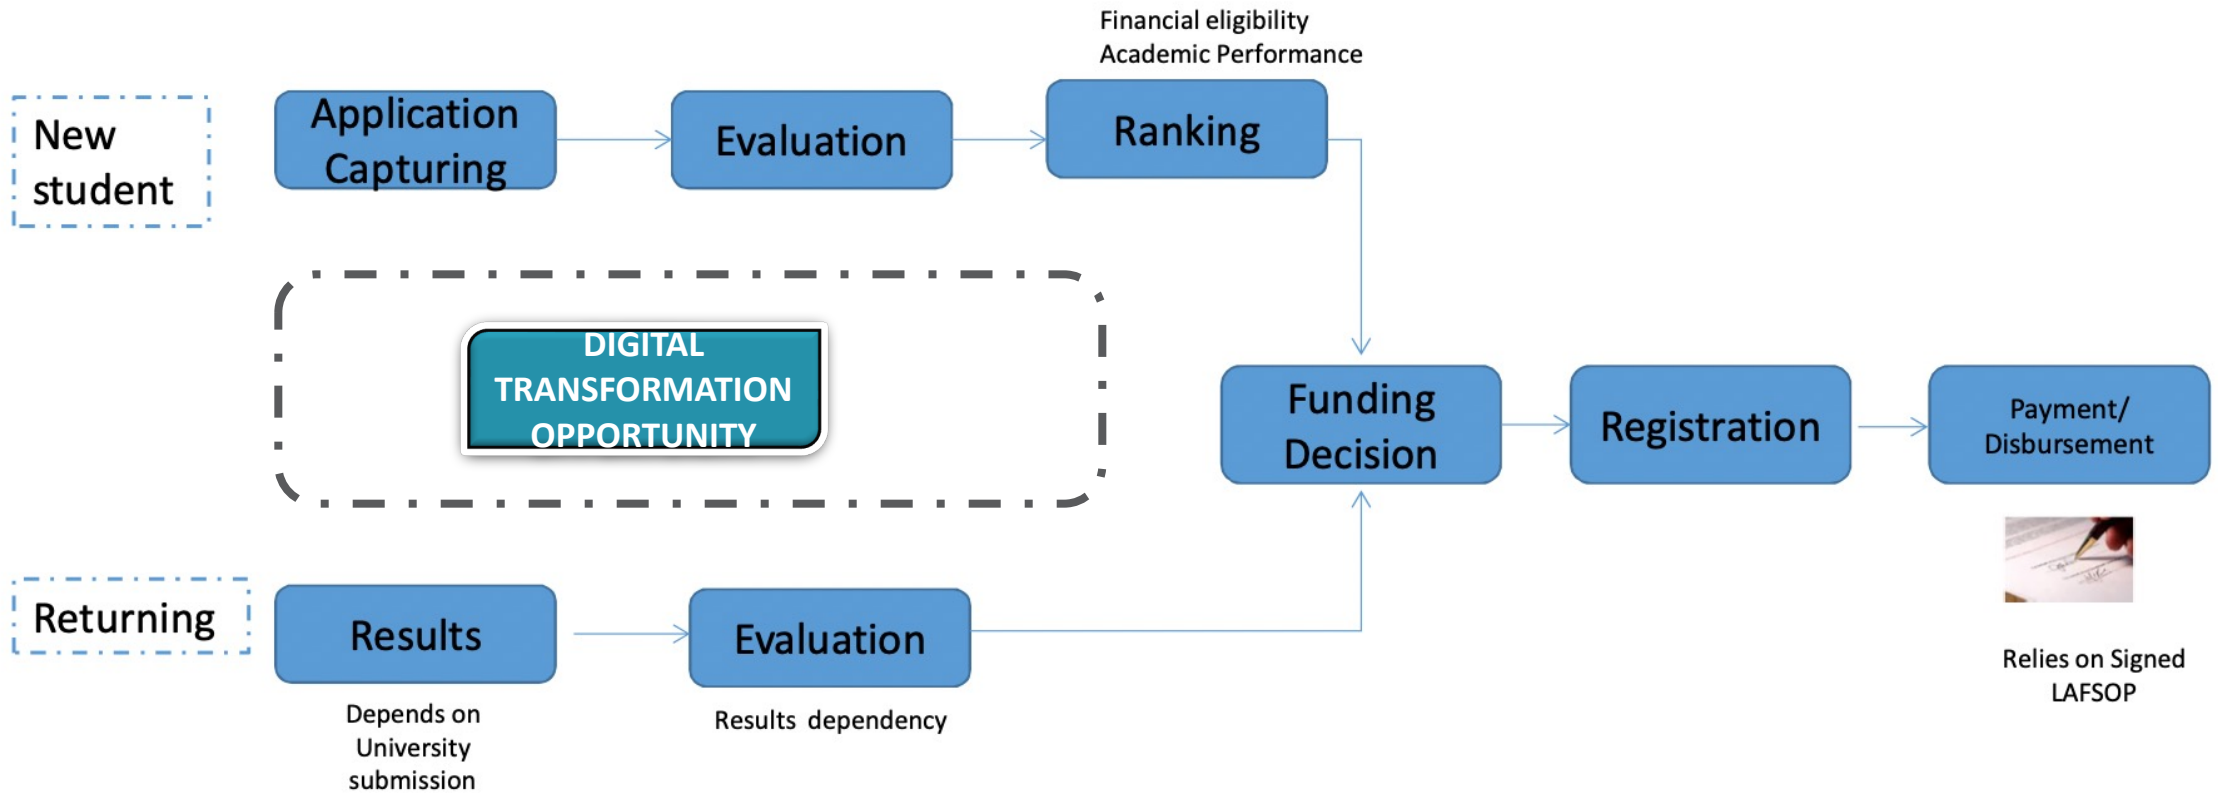 Financial eligibility
Academic Performance
New
student
Application
Capturing
Evaluation
Ranking
DIGITAL
TRANSFORMATION
OPPORTUNITY
Funding
Decision
Registration
Payment/
Disbursement
Returning
Results
Evaluation
Depends on
University
submission
Results dependency
Relies on Signed
LAFSOP